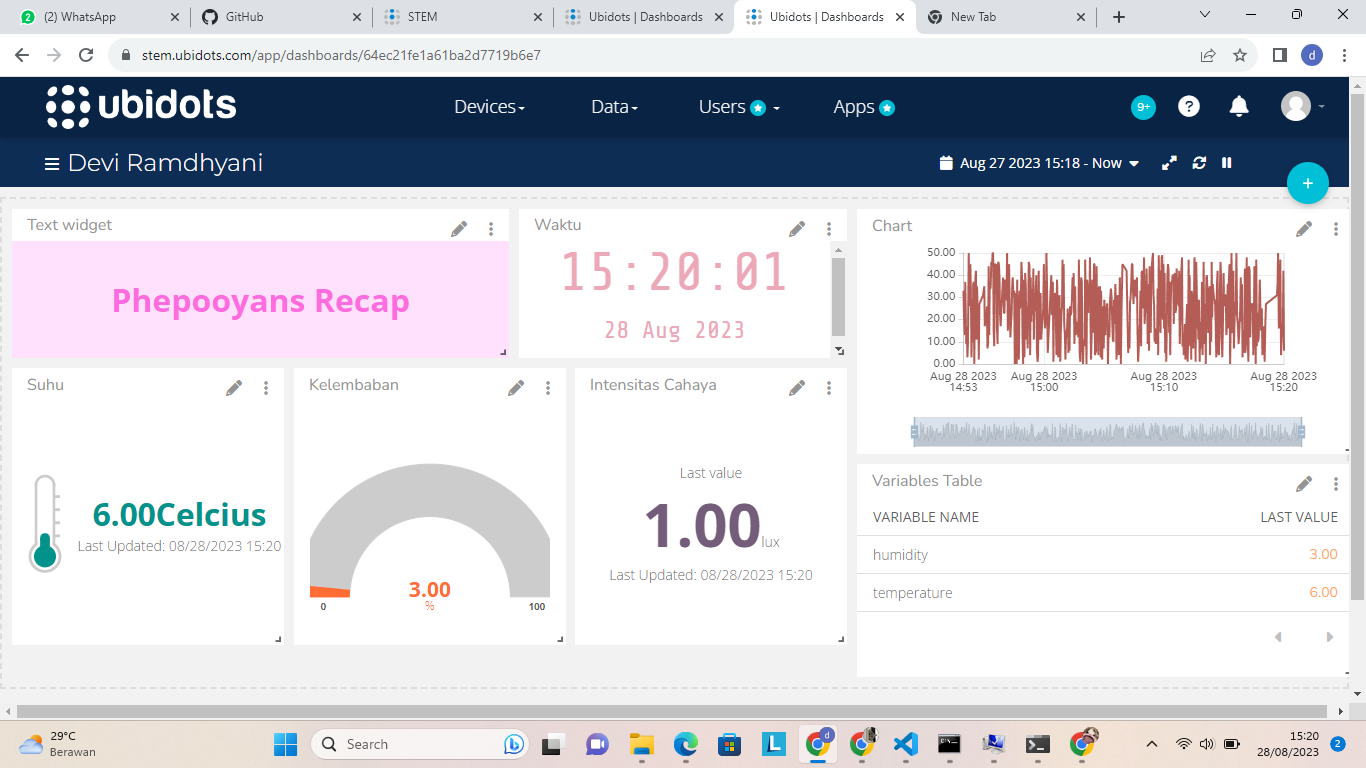 (2) WhatsApp
GitHub
STEM
Ubidots | Dashboards
Ubidots | Dashboards
New Tab
stem.ubidots.com/app/dashboards/64ec21fe1a61ba2d7719b6e7
d
ubidots
Devices
Data
Users
Apps
9+
?
Devi Ramdhyani
Aug 27 2023 15:18 - Now
+
Text widget
Phepooyans Recap
Waktu
15:20:01
28 Aug 2023
Chart
50.00
40.00
30.00
20.00
10.00
0.00
Aug 28 2023 Aug 28 2023 Aug 28 2023 Aug 28 2023
14:53 15:00 15:10 15:20
Suhu
6.00Celcius
Last Updated: 08/28/2023 15:20
Kelembaban
3.00
%
0 100
Intensitas Cahaya
Last value
1.00lux
Last Updated: 08/28/2023 15:20
Variables Table
VARIABLE NAME LAST VALUE
humidity 3.00
temperature 6.00
29°C
Berawan
Search
L
d
15:20
28/08/2023
2